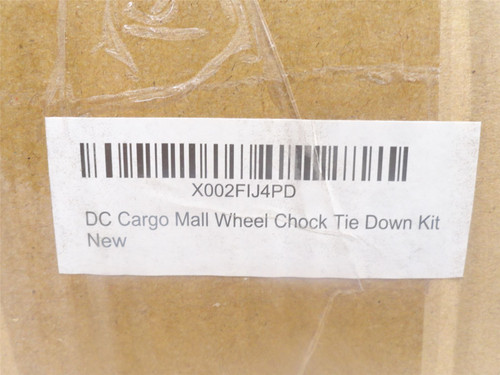 X002FIJ4PD
DC Cargo Mall Wheel Chock Tie Down Kit
New